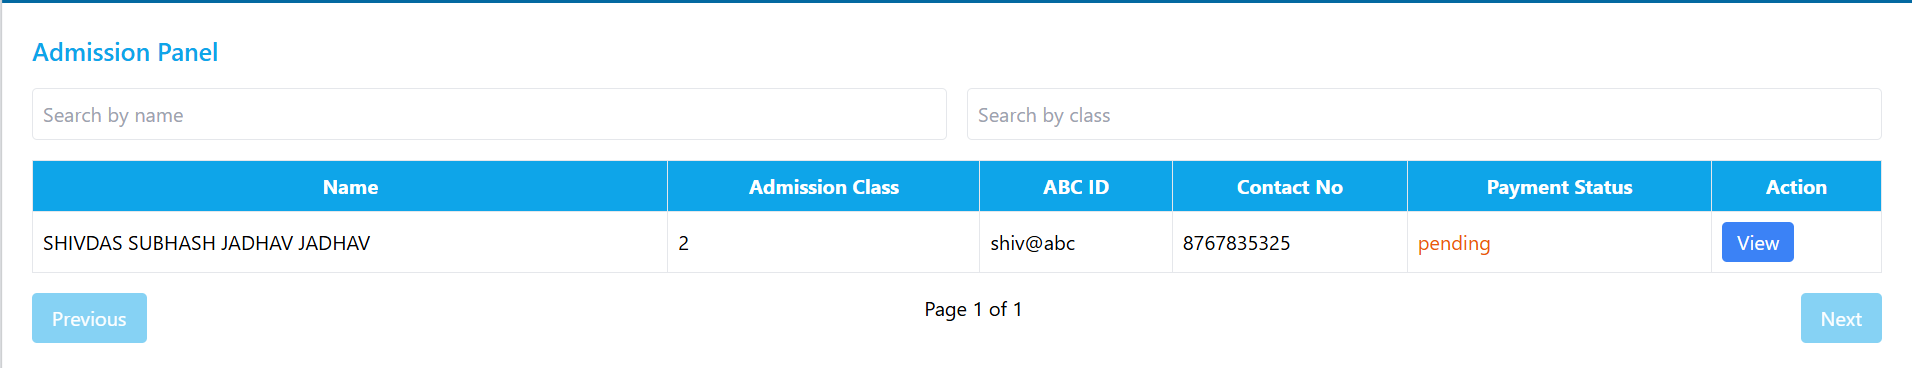 Admission Panel
Search by name Search by class
Name Admission Class ABC ID Contact No Payment Status Action
SHIVDAS SUBHASH JADHAV JADHAV 2 shiv@abc 8767835325 pending View
Previous Page 1 of 1 Next